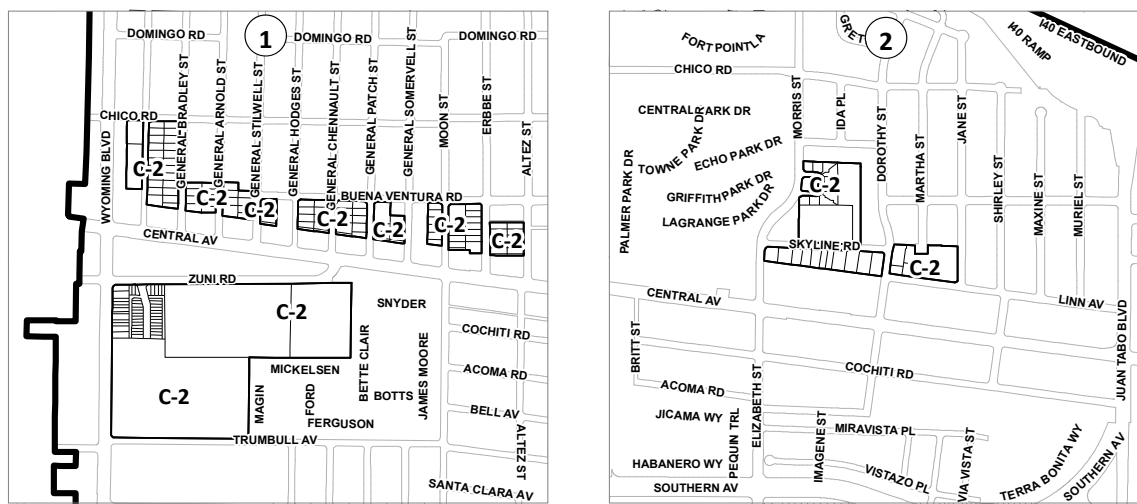 1
DOMINGO RD
DOMINGO RD
DOMINGO RD
GENERAL BRADLEY ST
GENERAL ARNOLD ST
GENERAL STILWELL ST
GENERAL HODGES ST
GENERAL CHENNAULT ST
GENERAL PATCH ST
GENERAL SOMERVELL ST
MOON ST
ERBBE ST
ALTEZ ST
CHICO RD
WYOMING BLVD
C-2
C-2
C-2
C-2
C-2
C-2
C-2
BUENA VENTURA RD
CENTRAL AV
ZUNI RD
C-2
SNYDER
COCHITI RD
BETTE CLAIR
JAMES MOORE
MICKELSEN
ACOMA RD
C-2
MAGIN
FORD
BOTTS
FERGUSON
BELL AV
TRUMBULL AV
ALTEZ ST
SANTA CLARA AV
2
GRET
I40 EASTBOUND
I40 RAMP
FORT POINT LA
CHICO RD
MORRIS ST
IDA PL
DOROTHY ST
MARTHA ST
JANE ST
SHIRLEY ST
MAXINE ST
MURIEL ST
CENTRAL PARK DR
TOWNE PARK DR
ECHO PARK DR
GRIFFITH PARK DR
LAGRANGE PARK DR
PALMER PARK DR
C-2
SKYLINE RD
C-2
CENTRAL AV
LINN AV
JUAN TABO BLVD
BRITT ST
COCHITI RD
ACOMA RD
ELIZABETH ST
JICAMA WY
PEQUIN TRL
IMAGENE ST
MIRAVISTA PL
HABANERO WY
VISTAZO PL
VIA VISTA ST
TERRA BONITA WY
SOUTHERN AV
SOUTHERN AV